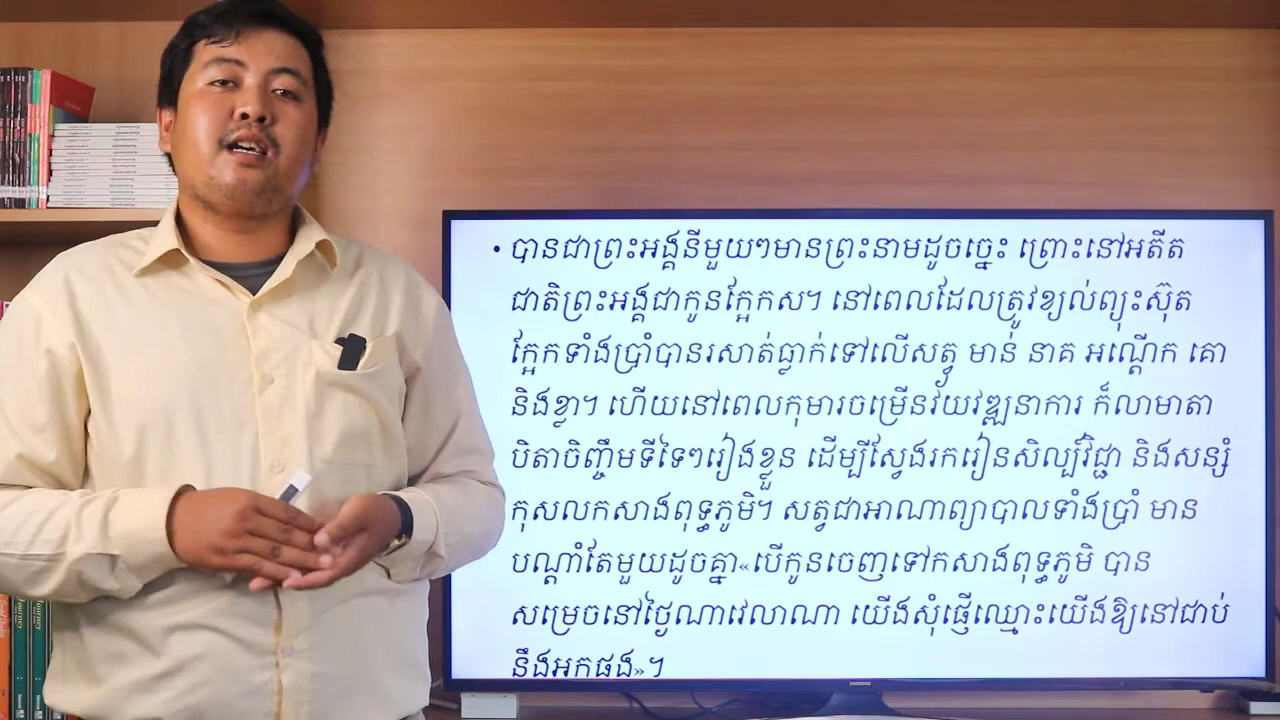 • បានជាព្រះអង្គនីមួយៗមានព្រះនាមដូចច្នេះ ព្រោះនៅអតីត
ជាតិព្រះអង្គជាកូនក្អែកស។ នៅពេលដែលត្រូវខ្យល់ព្យុះស៊ុត
ក្អែកទាំងប្រាំបានរសាត់ធ្លាក់ទៅលើសត្វ មាន់ នាគ អណ្ដើក គោ
និងខ្លា។ ហើយនៅពេលកុមារចម្រើនវ័យវឌ្ឍនាការ ក៏លាមាតា
បិតាចិញ្ចឹមទីទៃៗរៀងខ្លួន ដើម្បីស្វែងរករៀនសិល្ប៍វិជ្ជា និងសន្សំ
កុសលកសាងពុទ្ធភូមិ។ សត្វជាអាណាព្យាបាលទាំងប្រាំ មាន
បណ្ដាំតែមួយដូចគ្នា«បើកូនចេញទៅកសាងពុទ្ធភូមិ បាន
សម្រេចនៅថ្ងៃណាវេលាណា យើងសុំផ្ញើឈ្មោះយើងឱ្យនៅជាប់
នឹងអកផង»។
SAMSUNG